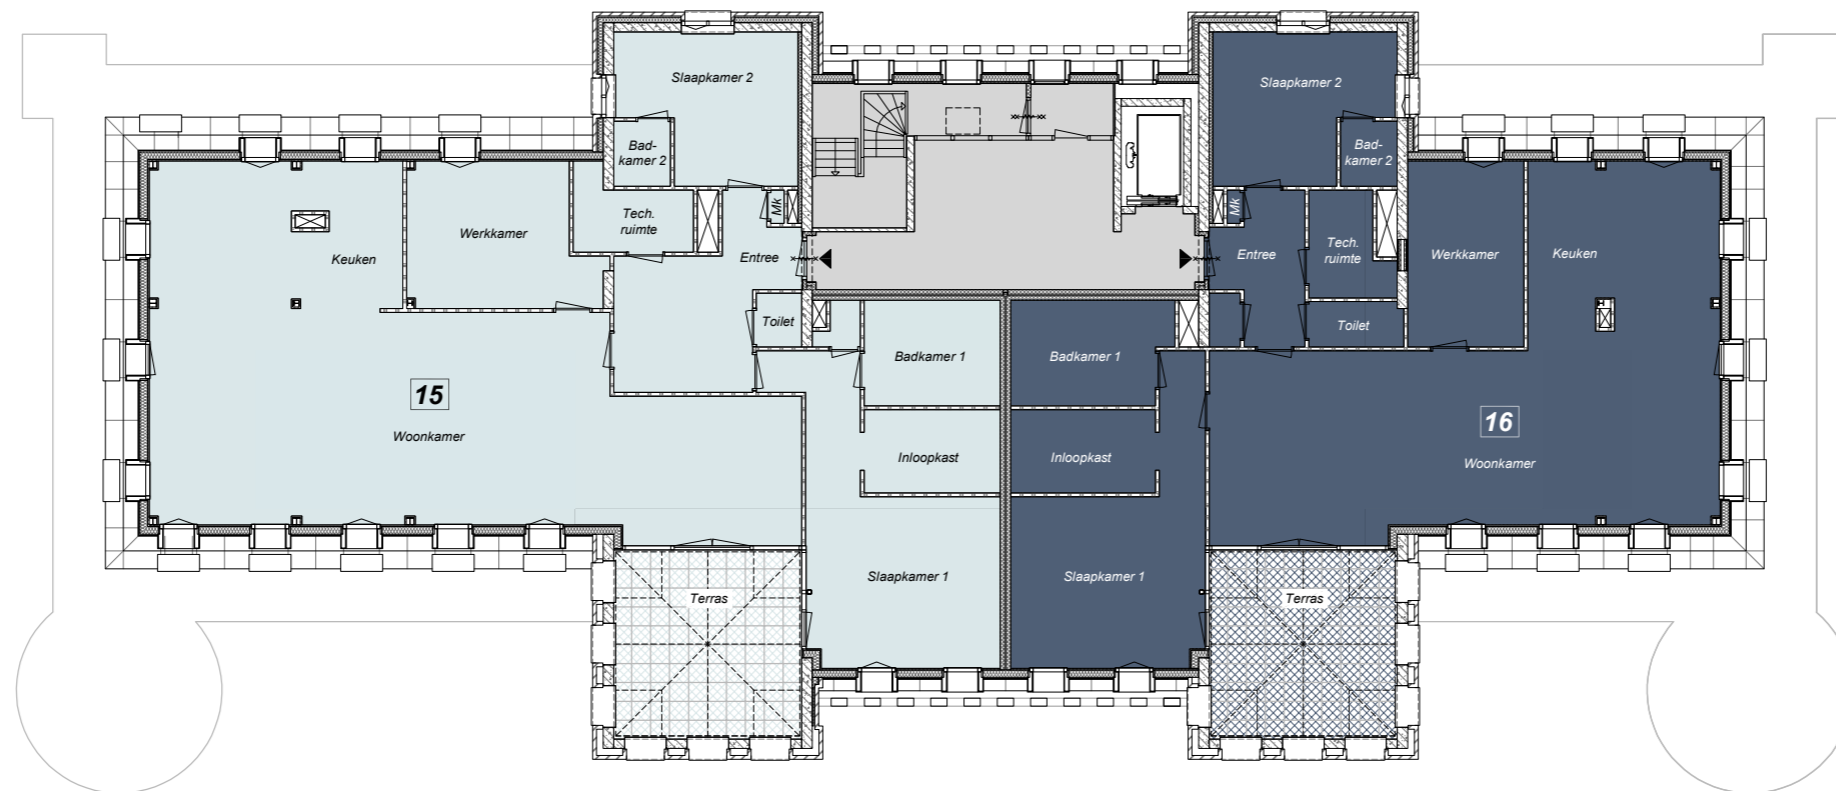 Slaapkamer 2
Bad-
kamer 2
Werkkamer
Tech.
ruimte
Mk
Keuken
Entree
Toilet
15
Woonkamer
Badkamer 1
Inloopkast
Slaapkamer 1
Terras
Slaapkamer 2
Bad-
kamer 2
Mk
Entree
Tech.
ruimte
Werkkamer
Keuken
Toilet
Badkamer 1
16
Inloopkast
Woonkamer
Slaapkamer 1
Terras